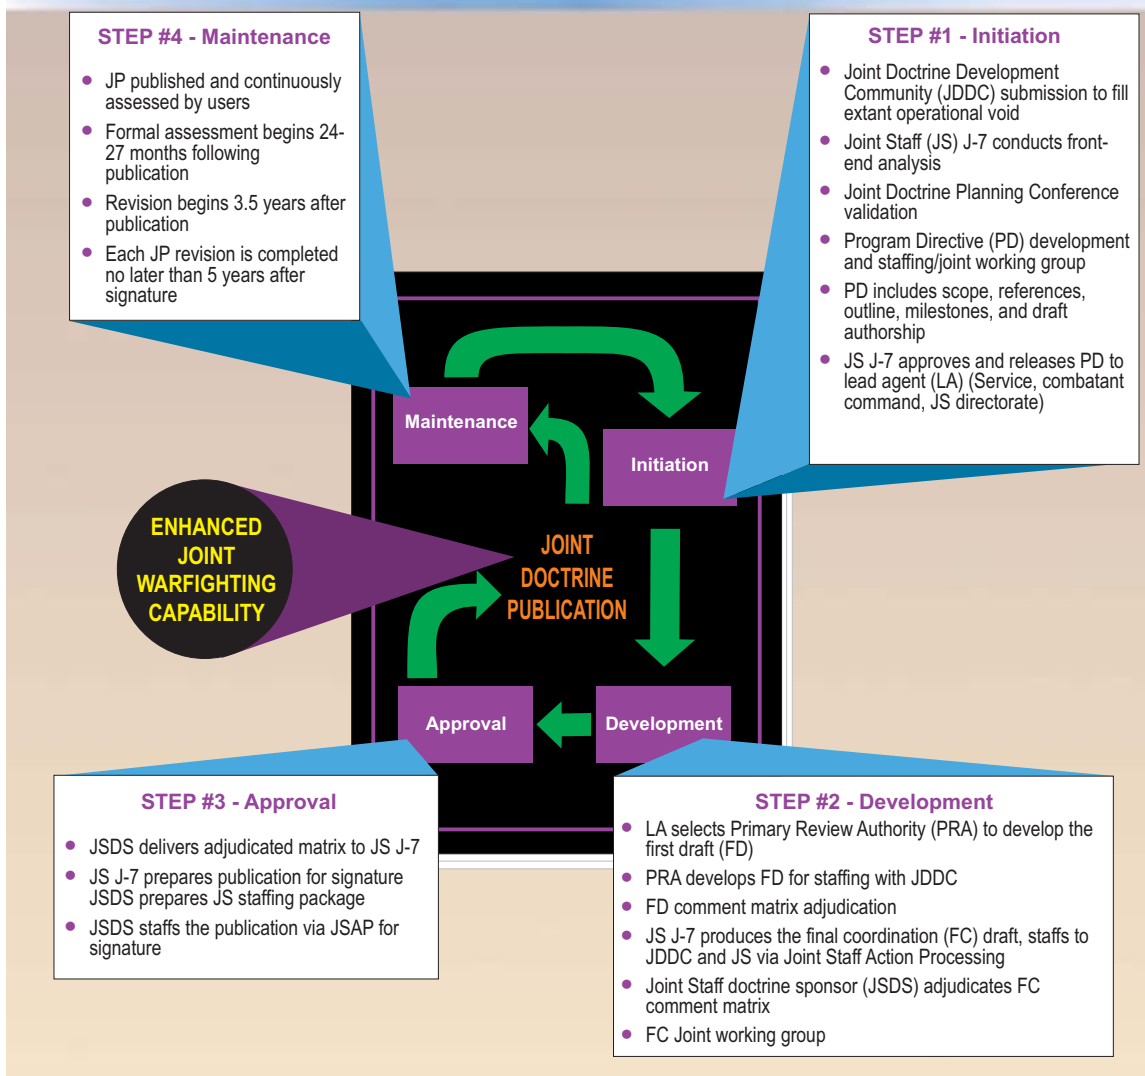 STEP #4 - Maintenance
• JP published and continuously
assessed by users
• Formal assessment begins 24-
27 months following
publication
• Revision begins 3.5 years after
publication
• Each JP revision is completed
no later than 5 years after
signature
STEP #1 - Initiation
• Joint Doctrine Development
Community (JDDC) submission to fill
extant operational void
• Joint Staff (JS) J-7 conducts front-
end analysis
• Joint Doctrine Planning Conference
validation
• Program Directive (PD) development
and staffing/joint working group
• PD includes scope, references,
outline, milestones, and draft
authorship
• JS J-7 approves and releases PD to
lead agent (LA) (Service, combatant
command, JS directorate)
Maintenance
Initiation
ENHANCED
JOINT
WARFIGHTING
CAPABILITY
JOINT
DOCTRINE
PUBLICATION
Approval
Development
STEP #3 - Approval
• JSDS delivers adjudicated matrix to JS J-7
• JS J-7 prepares publication for signature
JSDS prepares JS staffing package
• JSDS staffs the publication via JSAP for
signature
STEP #2 - Development
• LA selects Primary Review Authority (PRA) to develop the
first draft (FD)
• PRA develops FD for staffing with JDDC
• FD comment matrix adjudication
• JS J-7 produces the final coordination (FC) draft, staffs to
JDDC and JS via Joint Staff Action Processing
• Joint Staff doctrine sponsor (JSDS) adjudicates FC
comment matrix
• FC Joint working group